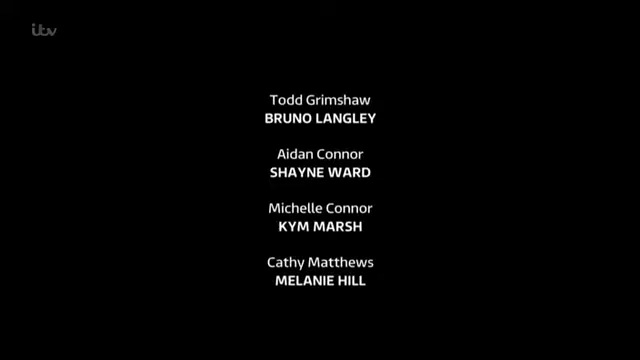 itv
Todd Grimshaw
BRUNO LANGLEY
Aidan Connor
SHAYNE WARD
Michelle Connor
KYM MARSH
Cathy Matthews
MELANIE HILL